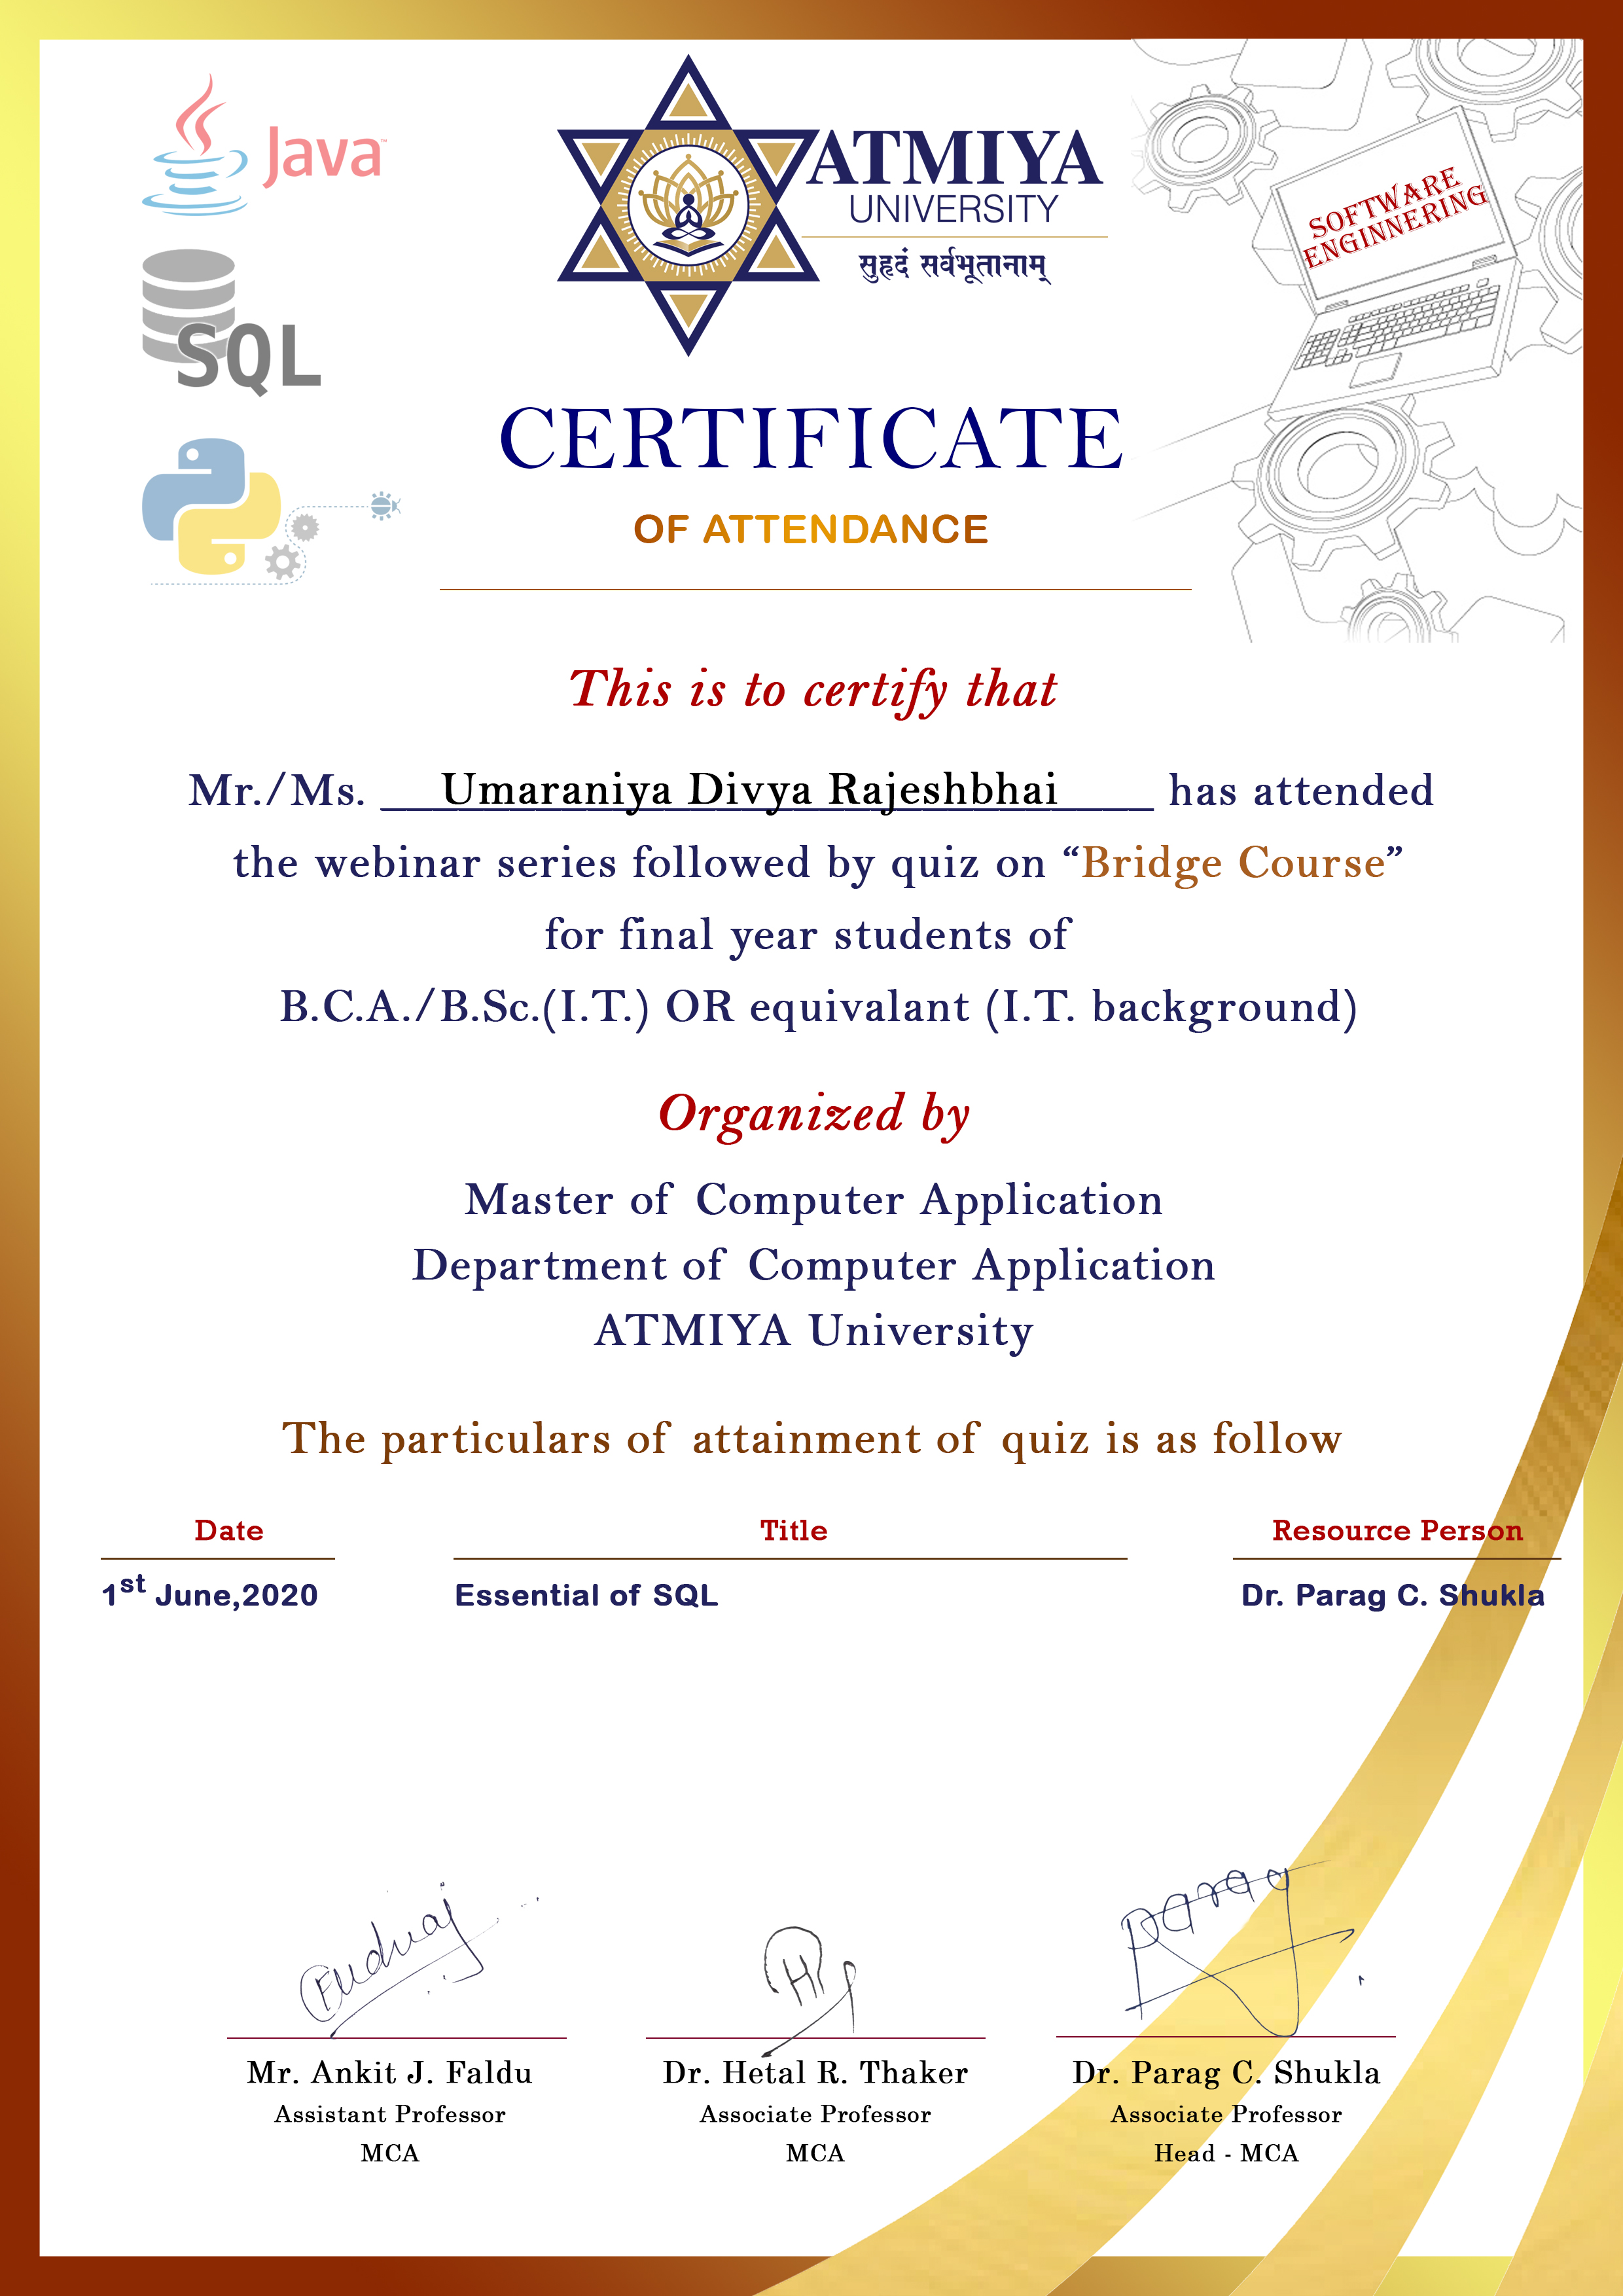 Java™
SQL
ATMIYA
UNIVERSITY
सुहृदं सर्वभूतानाम्
SOFTWARE
ENGINNERING
CERTIFICATE
OF ATTENDANCE
This is to certify that
Mr./Ms. Umaraniya Divya Rajeshbhai has attended
the webinar series followed by quiz on “Bridge Course”
for final year students of
B.C.A./B.Sc.(I.T.) OR equivalant (I.T. background)
Organized by
Master of Computer Application
Department of Computer Application
ATMIYA University
The particulars of attainment of quiz is as follow
Date Title Resource Person
1st June,2020 Essential of SQL Dr. Parag C. Shukla
Parag
Mr. Ankit J. Faldu Dr. Hetal R. Thaker Dr. Parag C. Shukla
Assistant Professor Associate Professor Associate Professor
MCA MCA Head - MCA